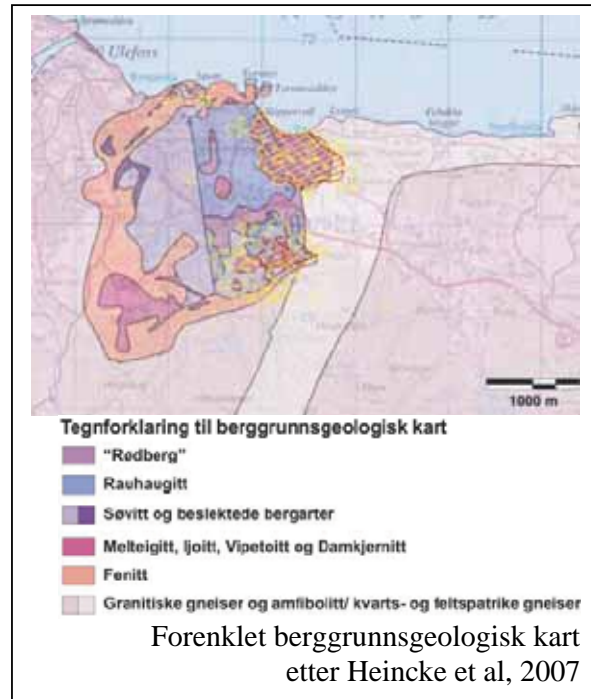 Ulefoss
1000 m
Tegnforklaring til berggrunnsgeologisk kart
"Rødberg"
Rauhaugitt
Søvitt og beslektede bergarter
Melteigitt, Ijoitt, Vipetoitt og Damkjernitt
Fenitt
Granitiske gneiser og amfibolitt/ kvarts- og feltspatrike gneiser
Forenklet berggrunnsgeologisk kart
etter Heincke et al, 2007